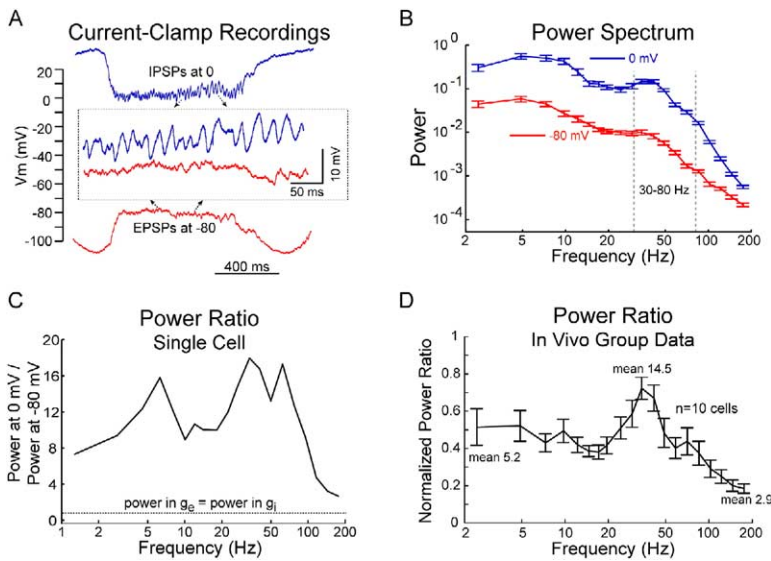 A
Current-Clamp Recordings
IPSPs at 0
Vm (mV)
20
0
-20
-40
-60
-80
-100
10 mV
50 ms
EPSPs at -80
400 ms
B
Power Spectrum
Power
10^0
10^-1
10^-2
10^-3
10^-4
0 mV
-80 mV
30-80 Hz
2 5 10 20 50 100 200
Frequency (Hz)
C
Power Ratio
Single Cell
Power at 0 mV /
Power at -80 mV
20
16
12
8
4
0
power in ge = power in gi
1 2 5 10 20 50 100 200
Frequency (Hz)
D
Power Ratio
In Vivo Group Data
Normalized Power Ratio
1
0.8
0.6
0.4
0.2
0
mean 14.5
n=10 cells
mean 5.2
mean 2.9
2 5 10 20 50 100 200
Frequency (Hz)